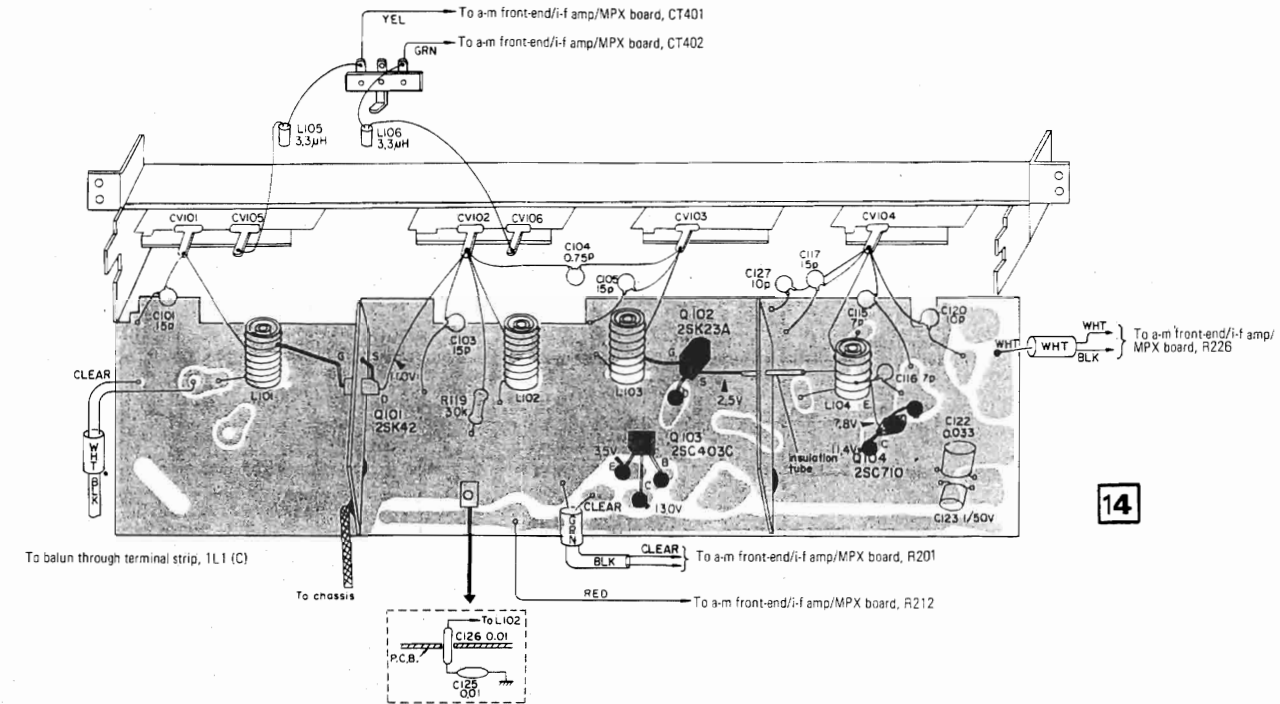 YEL
To a-m front-end/i-f amp/MPX board, CT401
GRN
To a-m front-end/i-f amp/MPX board, CT402
L105
3.3μH
L106
3.3μH
CV101
CV105
CV102
CV106
CV103
CV104
C104
0.75p
C105
15p
C117
15p
C127
10p
C115
7p
C120
10p
C101
15p
C103
15p
Q102
2SK23A
G
S
D
1.0V
G
S
D
2.5V
WHT
WHT
WHT
BLK
To a-m front-end/i-f amp/
MPX board, R226
CLEAR
L101
Q101
2SK42
R119
30K
L102
L103
L104
C116 7p
E
7.8V
C
11.4V
Q104
2SC710
C122
0.033
Q103
2SC403C
3.5V
E
B
C
13.0V
insulation
tube
WHT
BLK
CLEAR
GRN
C123 1/50V
14
CLEAR
BLK
To a-m front-end/i-f amp/MPX board, R201
To balun through terminal strip, 1L1 (C)
To chassis
RED
To a-m front-end/i-f amp/MPX board, R212
To L102
C126 0.01
P.C.B.
C125
0.01